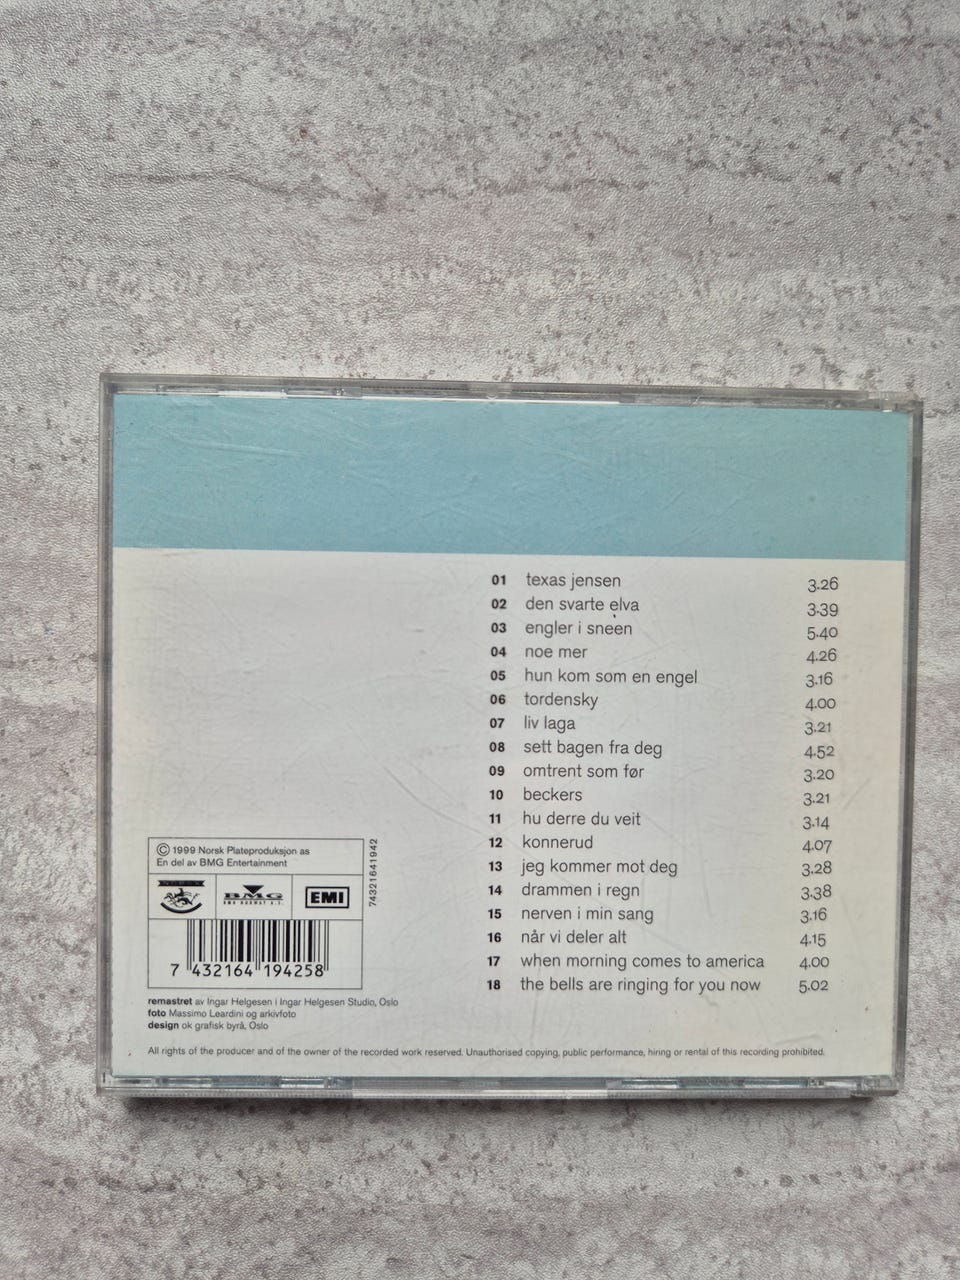 01 texas jensen 3.26
02 den svarte elva 3.39
03 engler i sneen 5.40
04 noe mer 4.26
05 hun kom som en engel 3.16
06 tordensky 4.00
07 liv laga 3.21
08 sett bagen fra deg 4.52
09 omtrent som før 3.20
10 beckers 3.21
11 hu derre du veit 3.14
12 konnerud 4.07
13 jeg kommer mot deg 3.28
14 drammen i regn 3.38
15 nerven i min sang 3.16
16 når vi deler alt 4.15
17 when morning comes to america 4.00
18 the bells are ringing for you now 5.02
© 1999 Norsk Plateproduksjon as
En del av BMG Entertainment
BMG
BMG NORWAY A.S.
EMI
74321641942
7 432164 194258
remastret av Ingar Helgesen i Ingar Helgesen Studio, Oslo
foto Massimo Leardini og arkivfoto
design ok grafisk byrå, Oslo
All rights of the producer and of the owner of the recorded work reserved. Unauthorised copying, public performance, hiring or rental of this recording prohibited.